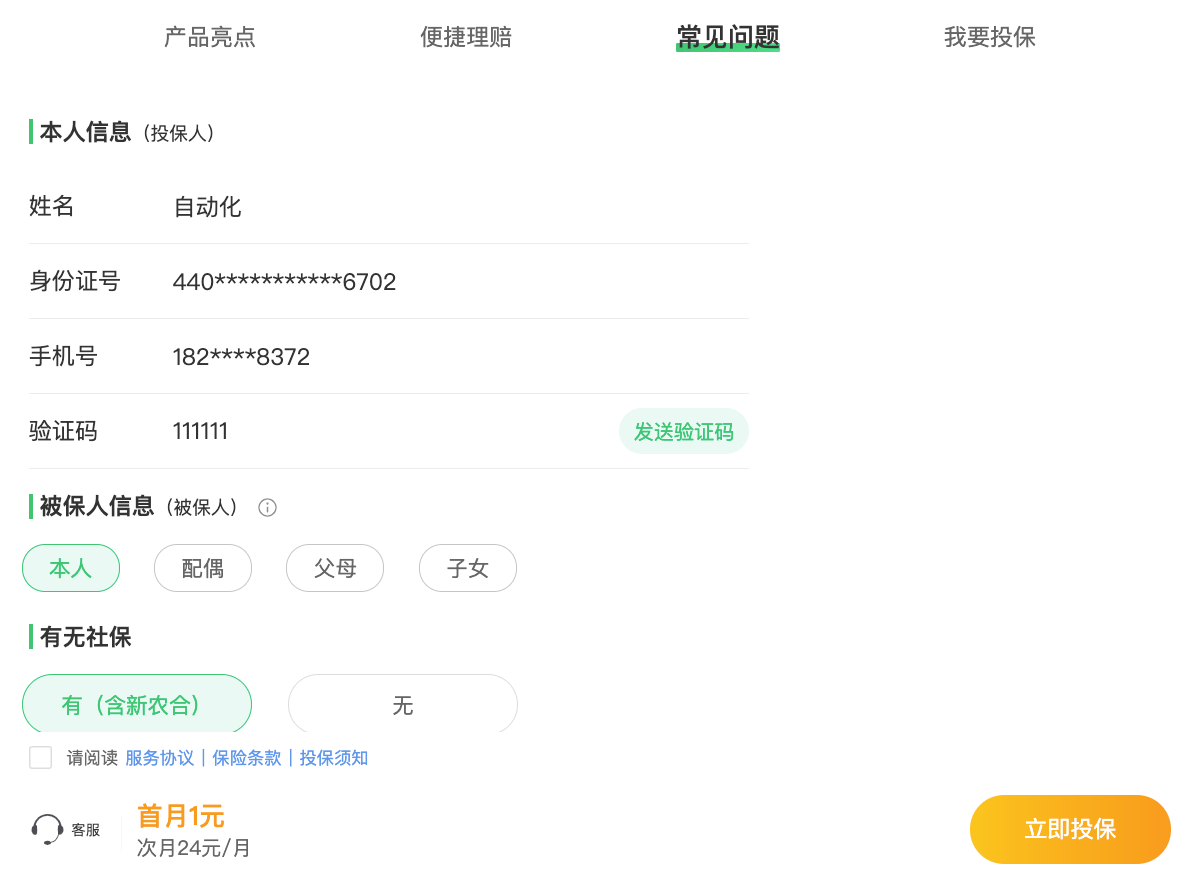 产品亮点 便捷理赔 常见问题 我要投保
本人信息（投保人）
姓名 自动化
身份证号 440***********6702
手机号 182****8372
验证码 111111 发送验证码
被保人信息（被保人）
本人 配偶 父母 子女
有无社保
有（含新农合） 无
请阅读 服务协议丨保险条款丨投保须知
首月1元
客服 立即投保
次月24元/月